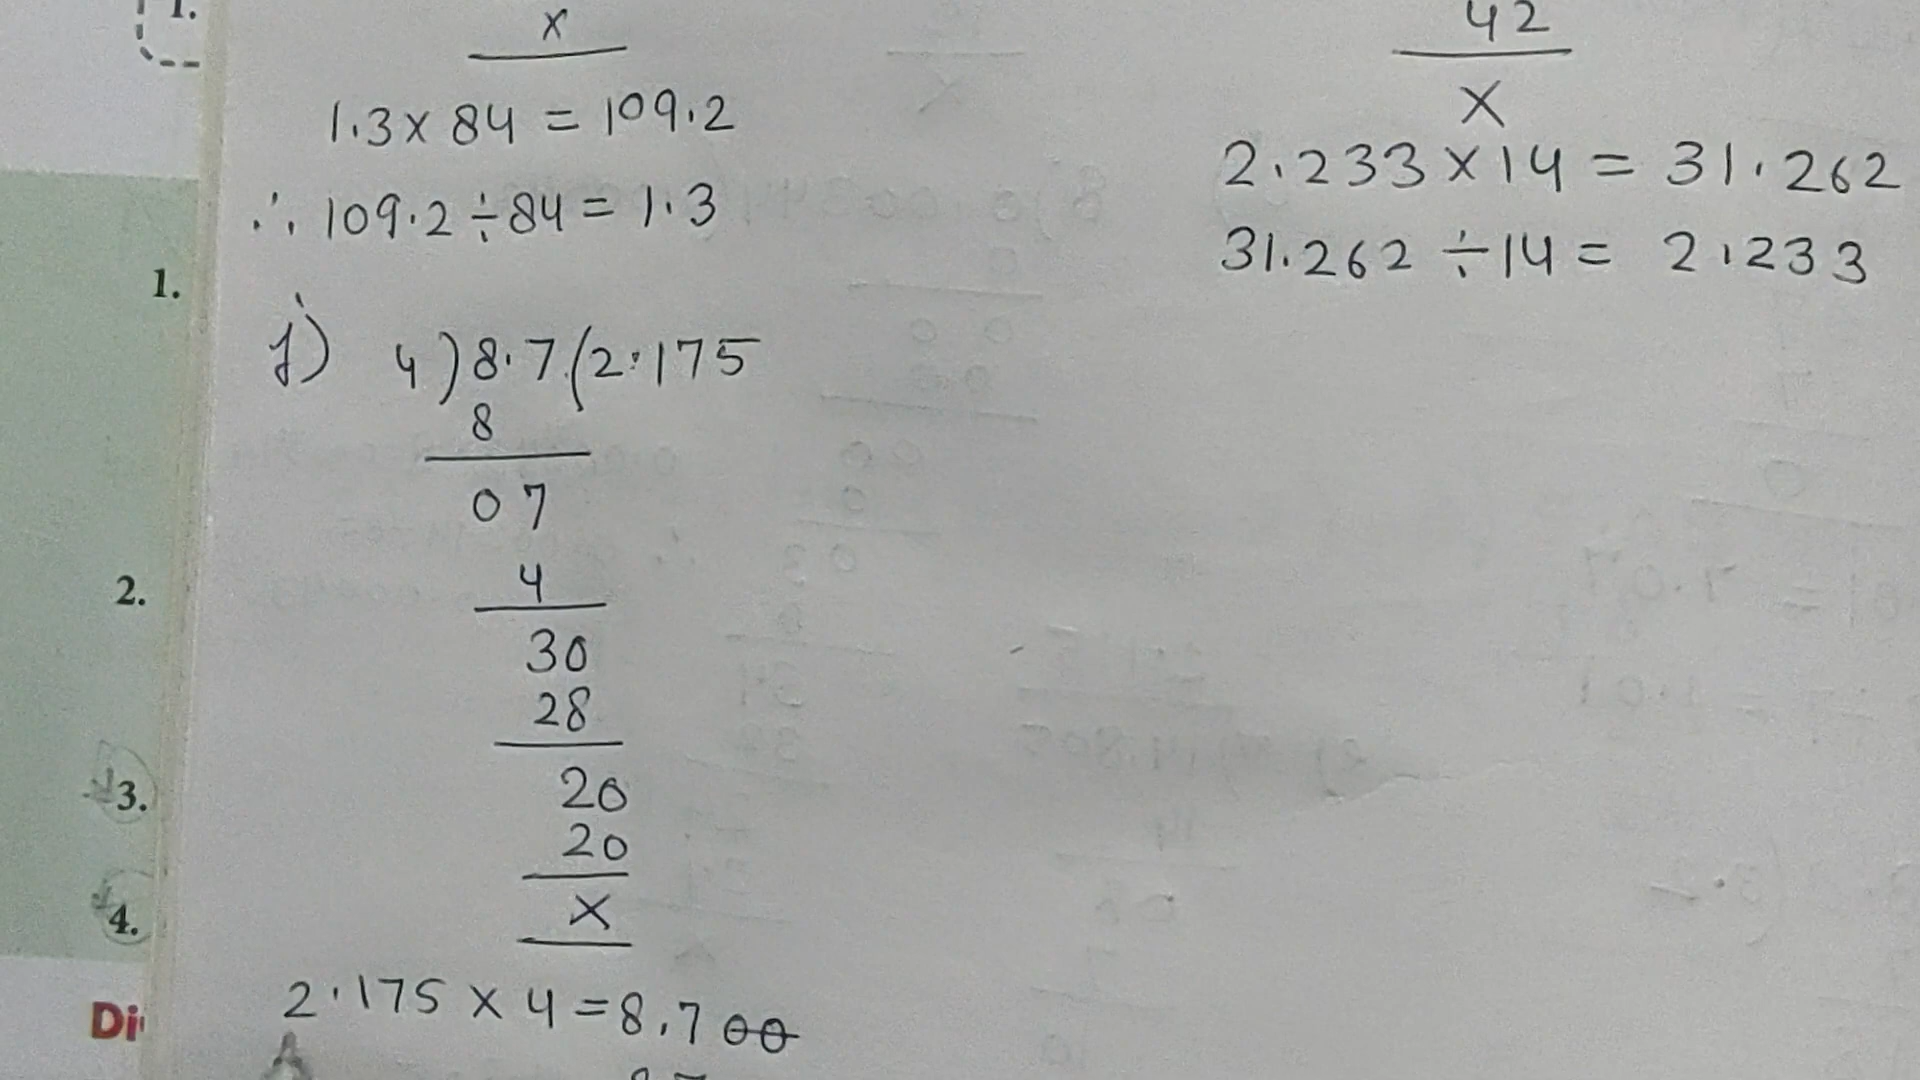 1.
x
1.3 x 84 = 109.2
∴ 109.2 ÷ 84 = 1.3
1.
j) 4)8.7(2.175
8
07
4
2.
30
28
20
3.
20
x
4.
2.175 x 4 = 8.700
Di
42
x
2.233 x 14 = 31.262
31.262 ÷ 14 = 2.233